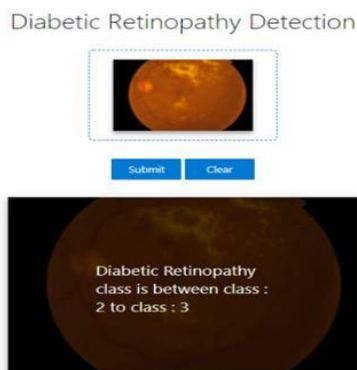 Diabetic Retinopathy Detection
Submit Clear
Diabetic Retinopathy
class is between class :
2 to class : 3